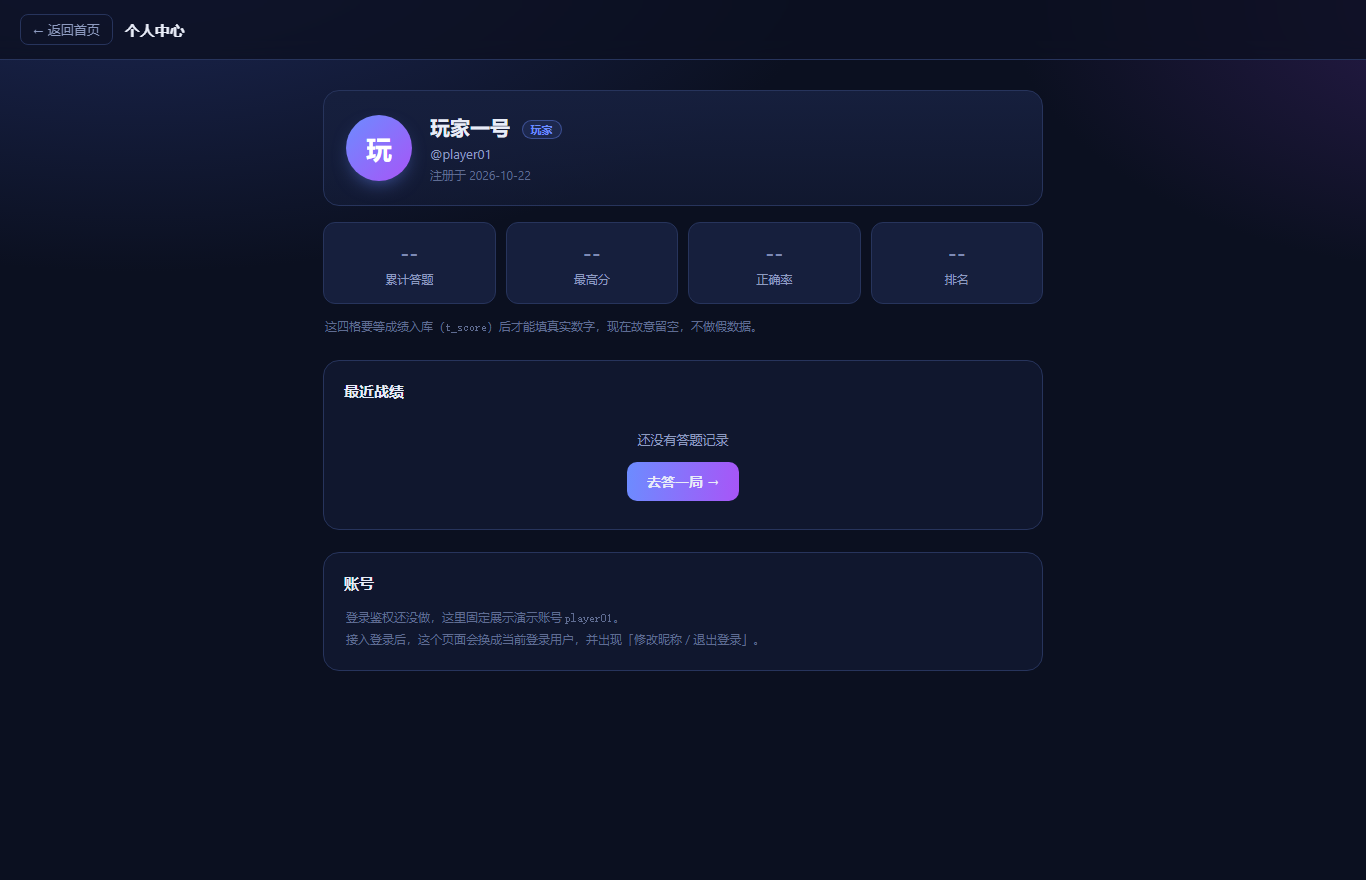 ← 返回首页 个人中心
玩
玩家一号 玩家
@player01
注册于 2026-10-22
-- -- -- --
累计答题 最高分 正确率 排名
这四格要等成绩入库（t_score）后才能填真实数字，现在故意留空，不做假数据。
最近战绩
还没有答题记录
去答一局 →
账号
登录鉴权还没做，这里固定展示演示账号 player01。
接入登录后，这个页面会换成当前登录用户，并出现「修改昵称 / 退出登录」。